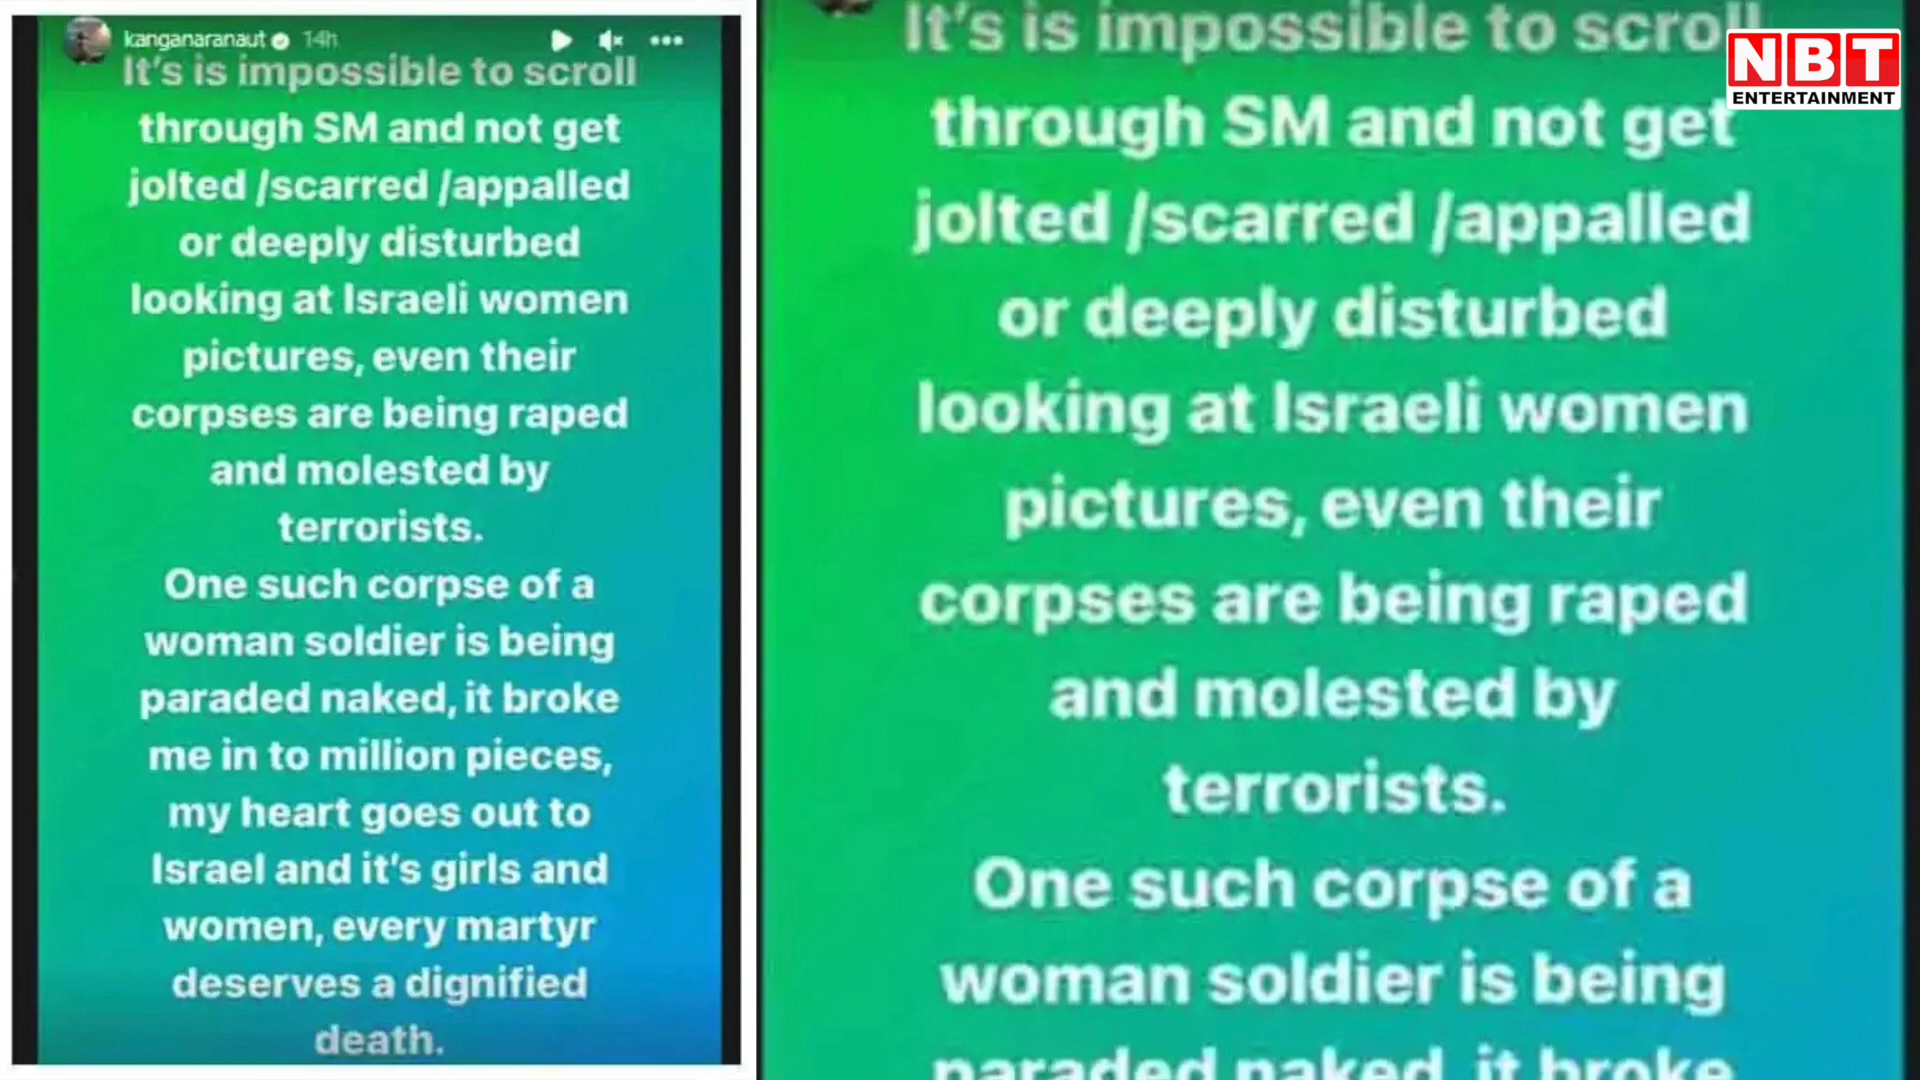 kanganaranaut 14h
It's is impossible to scroll
through SM and not get
jolted /scarred /appalled
or deeply disturbed
looking at Israeli women
pictures, even their
corpses are being raped
and molested by
terrorists.
One such corpse of a
woman soldier is being
paraded naked, it broke
me in to million pieces,
my heart goes out to
Israel and it's girls and
women, every martyr
deserves a dignified
death.
It's is impossible to scroll
through SM and not get
jolted /scarred /appalled
or deeply disturbed
looking at Israeli women
pictures, even their
corpses are being raped
and molested by
terrorists.
One such corpse of a
woman soldier is being
paraded naked, it broke
NBT
ENTERTAINMENT